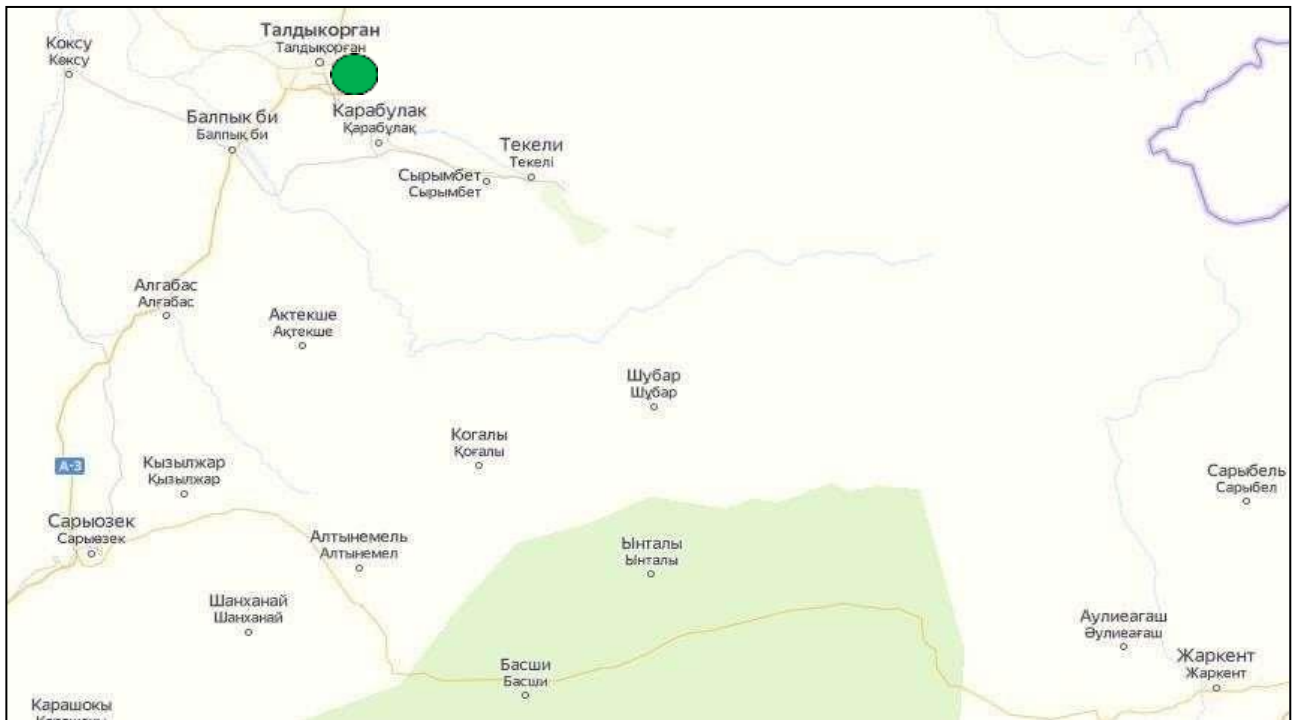 Талдыкорган
Талдықорған
Коксу
Көксу
Балпык би
Балпық би
Карабулак
Қарабұлақ
Текели
Текелі
Сырымбет
Сырымбет
Алгабас
Алғабас
Актекше
Ақтекше
Шубар
Шұбар
Когалы
Қоғалы
A-3
Кызылжар
Қызылжар
Сарыбель
Сарыбел
Сарыозек
Сарыөзек
Алтынемель
Алтынемел
Ынталы
Ынталы
Шанханай
Шанханай
Аулиеагаш
Әулиеағаш
Басши
Басши
Жаркент
Жаркент
Карашокы